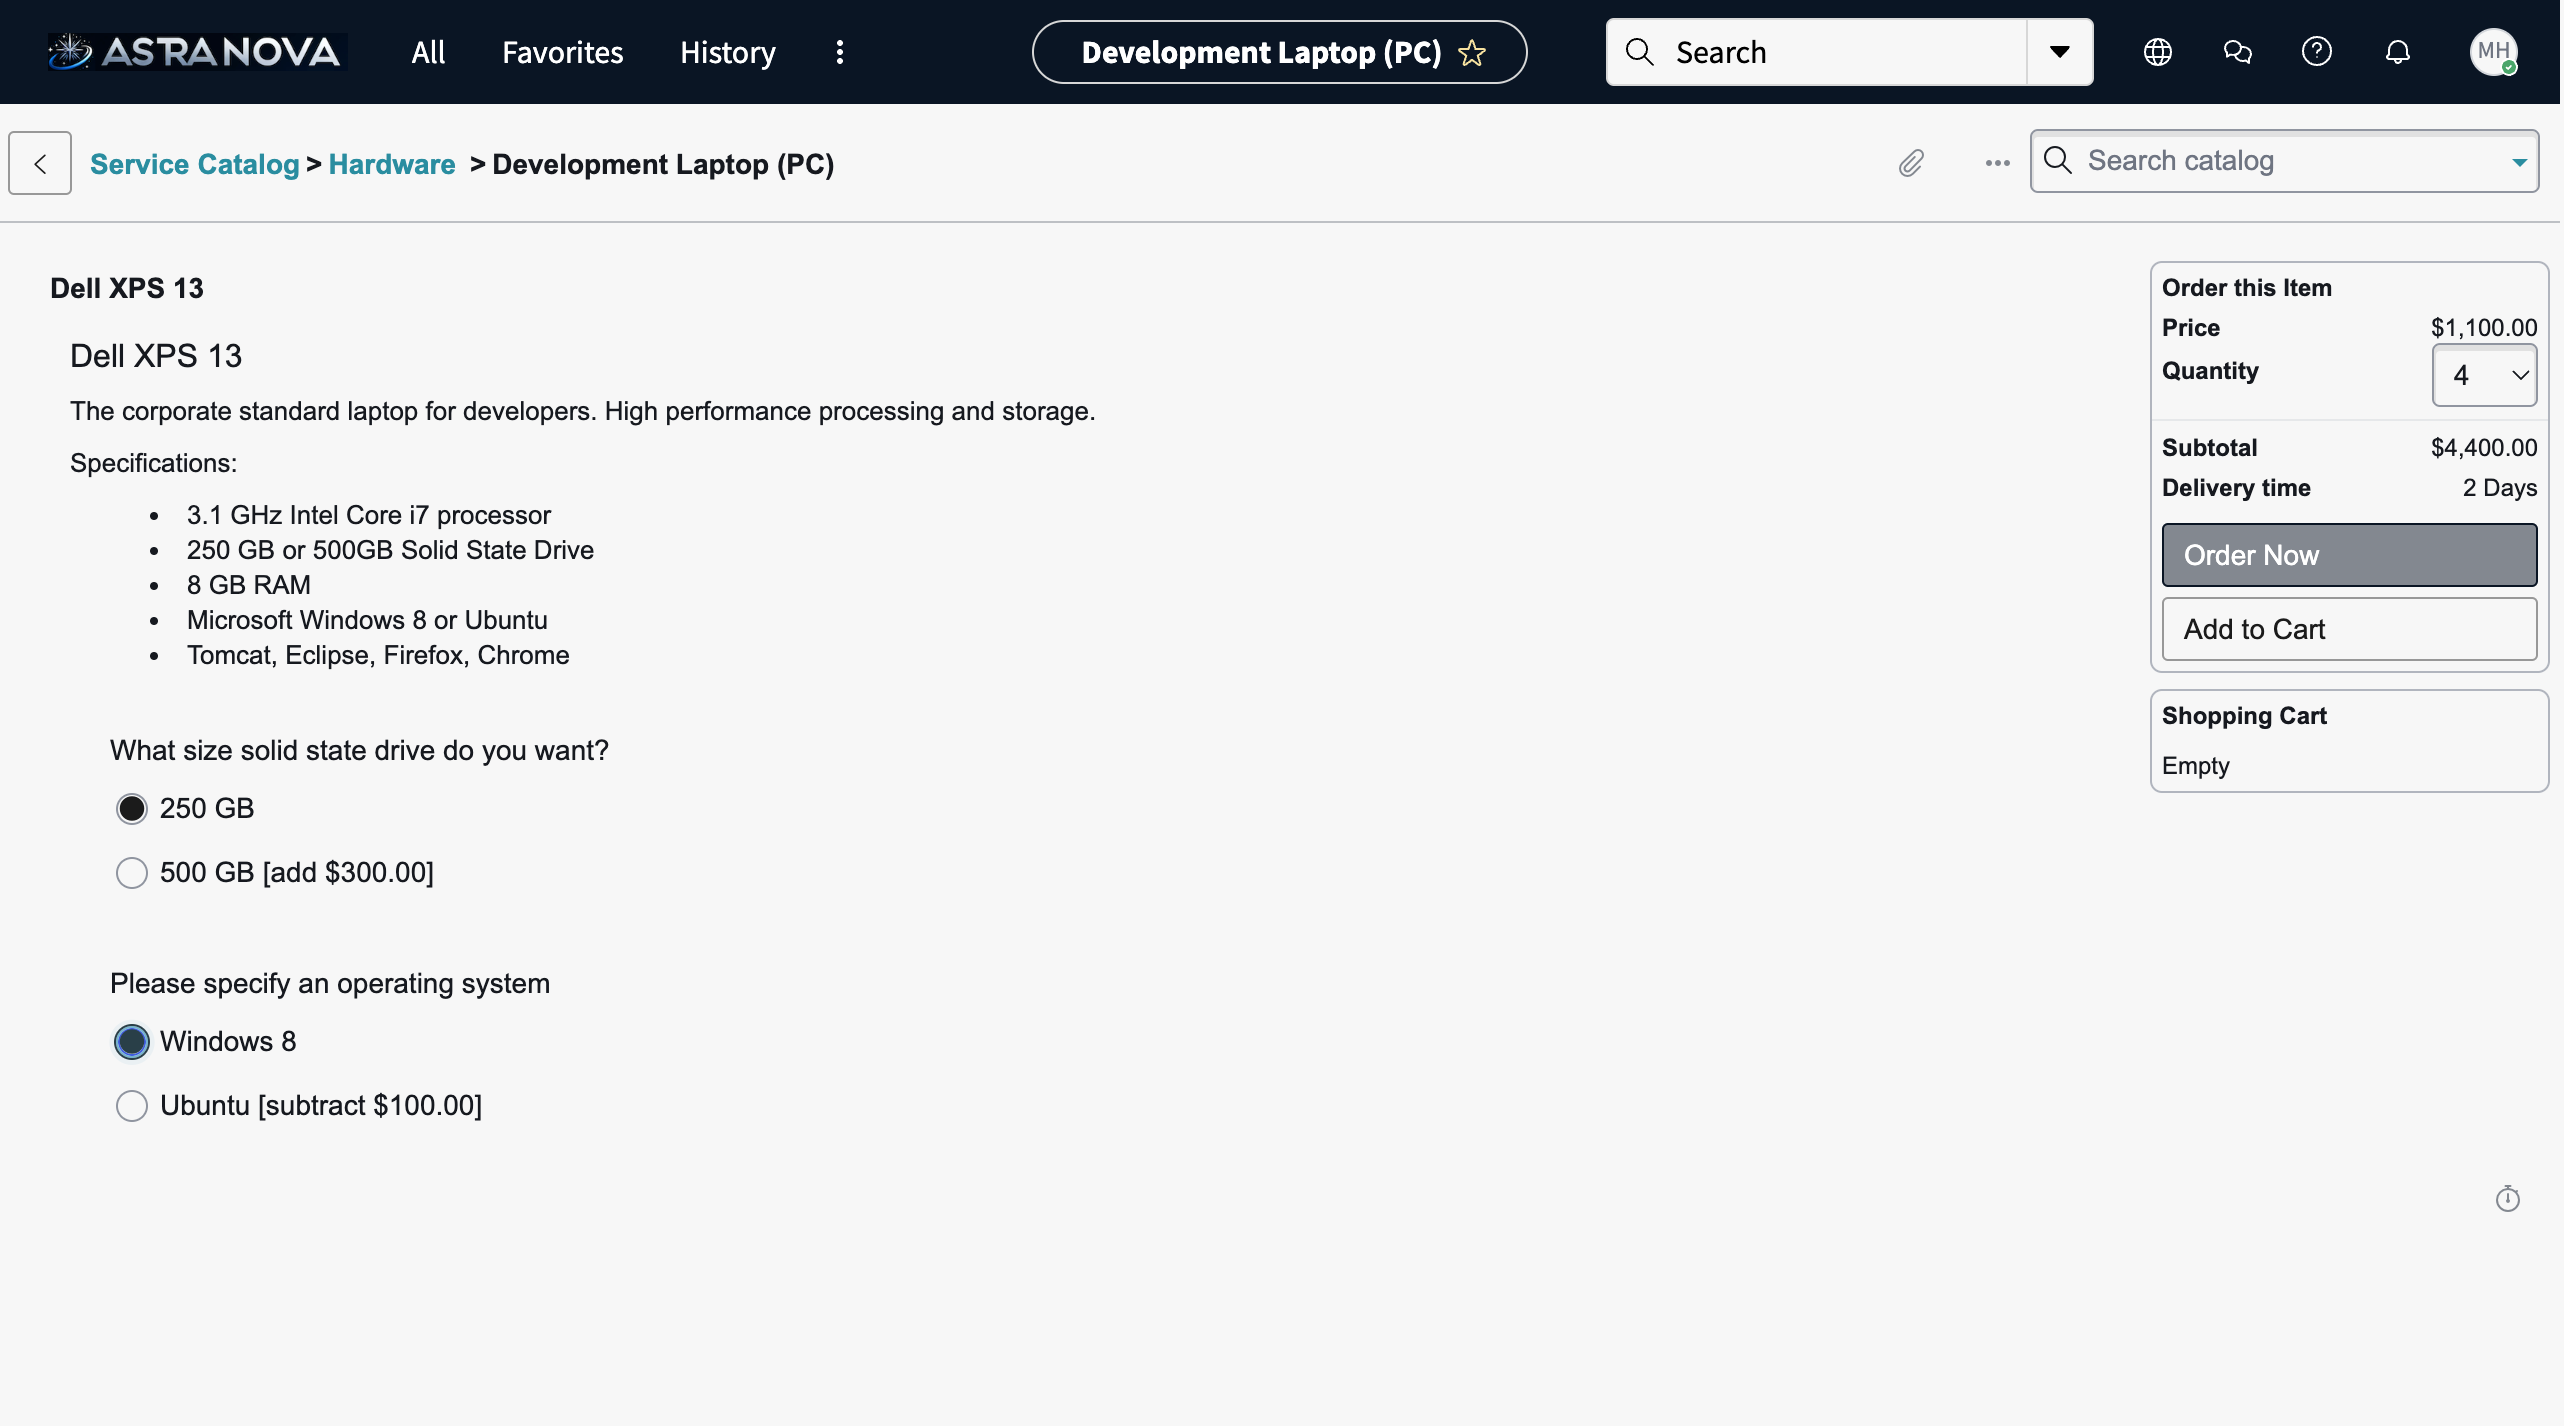 ASTRANOVA All Favorites History Development Laptop (PC) Search MH
Service Catalog > Hardware > Development Laptop (PC) Search catalog
Dell XPS 13
Dell XPS 13
The corporate standard laptop for developers. High performance processing and storage.
Specifications:
• 3.1 GHz Intel Core i7 processor
• 250 GB or 500GB Solid State Drive
• 8 GB RAM
• Microsoft Windows 8 or Ubuntu
• Tomcat, Eclipse, Firefox, Chrome
What size solid state drive do you want?
250 GB
500 GB [add $300.00]
Please specify an operating system
Windows 8
Ubuntu [subtract $100.00]
Order this Item
Price $1,100.00
Quantity 4
Subtotal $4,400.00
Delivery time 2 Days
Order Now
Add to Cart
Shopping Cart
Empty